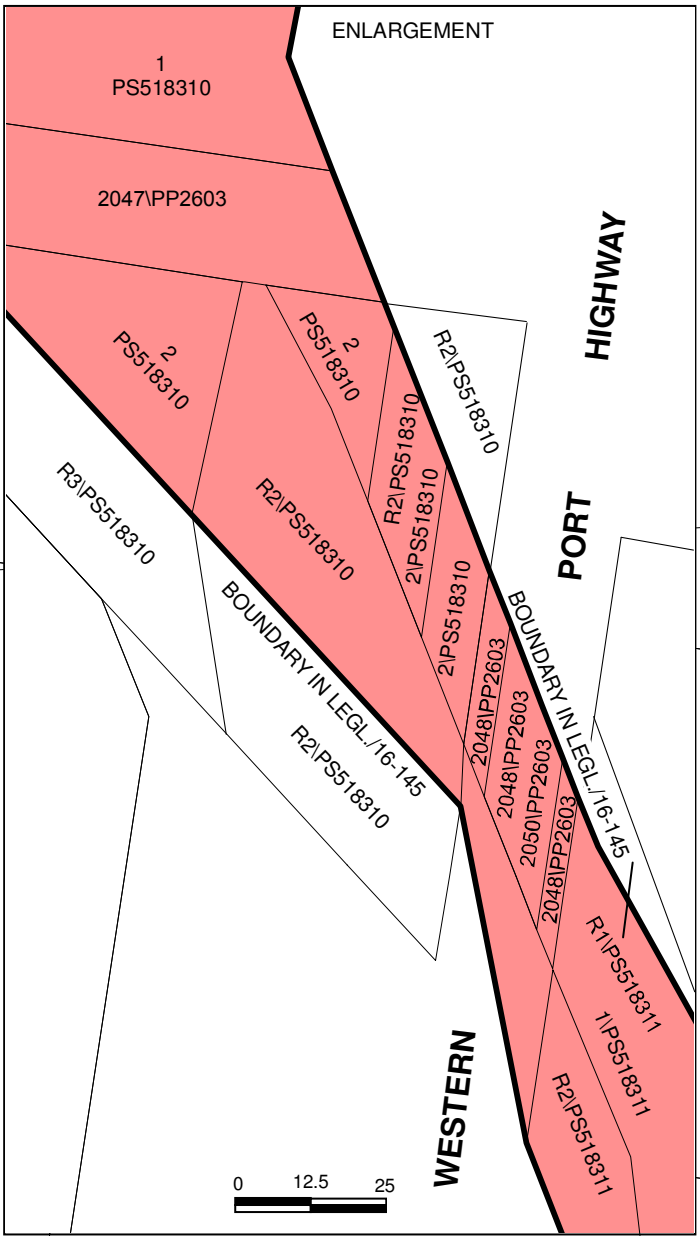 ENLARGEMENT
1
PS518310
2047\PP2603
HIGHWAY
2
PS518310
2
PS518310
R2\PS518310
R2\PS518310
2\PS518310
R2\PS518310
R3\PS518310
PORT
2\PS518310
BOUNDARY IN LEGL./16-145
BOUNDARY IN LEGL./16-145
2048\PP2603
2048\PP2603
2050\PP2603
2048\PP2603
R2\PS518310
R1\PS518311
1\PS518311
R2\PS518311
WESTERN
0 12.5 25